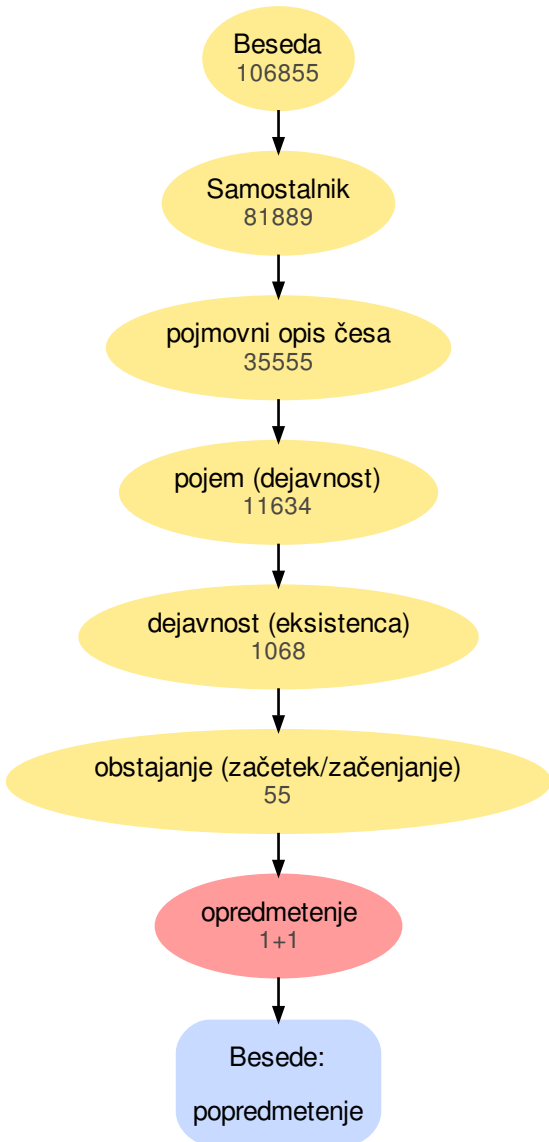 Beseda
106855
Samostalnik
81889
pojmovni opis česa
35555
pojem (dejavnost)
11634
dejavnost (eksistenca)
1068
obstajanje (začetek/začenjanje)
55
opredmetenje
1+1
Besede:
popredmetenje